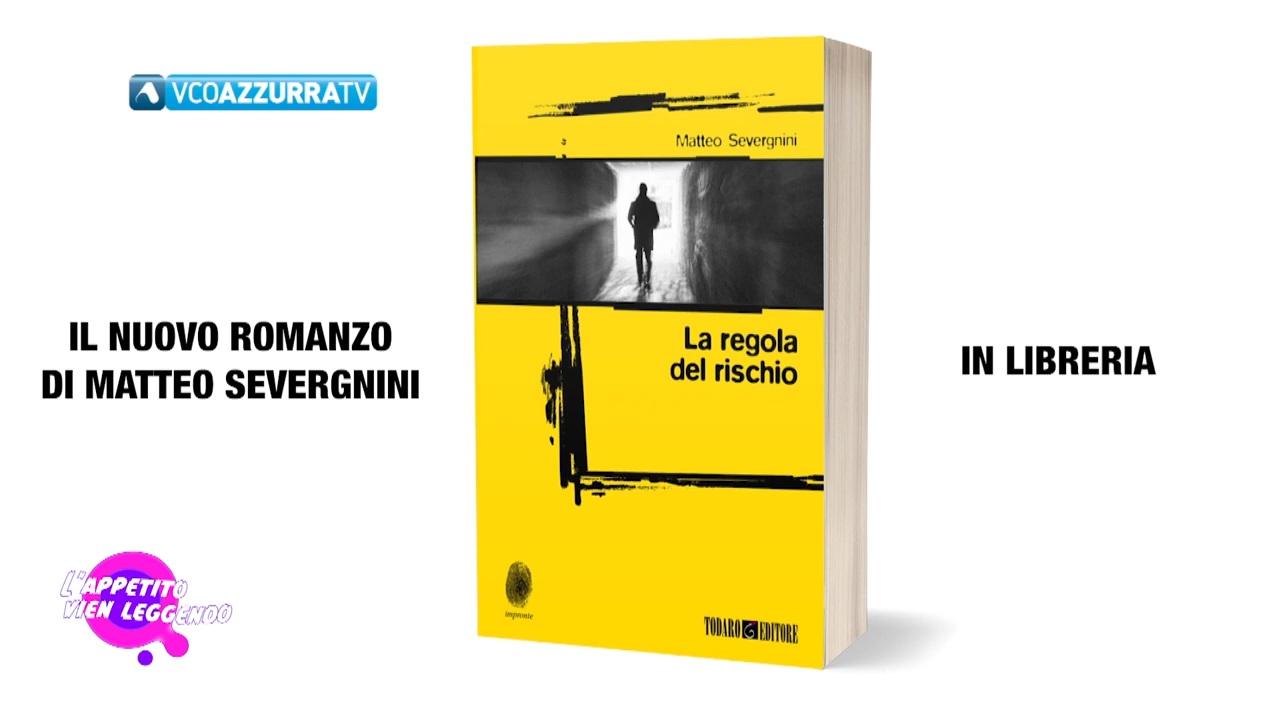 VCOAZZURRATV
Matteo Severgnini
La regola
del rischio
IL NUOVO ROMANZO
DI MATTEO SEVERGNINI
IN LIBRERIA
L'APPETITO
VIEN LEGGENDO
impronte
TODARO EDITORE